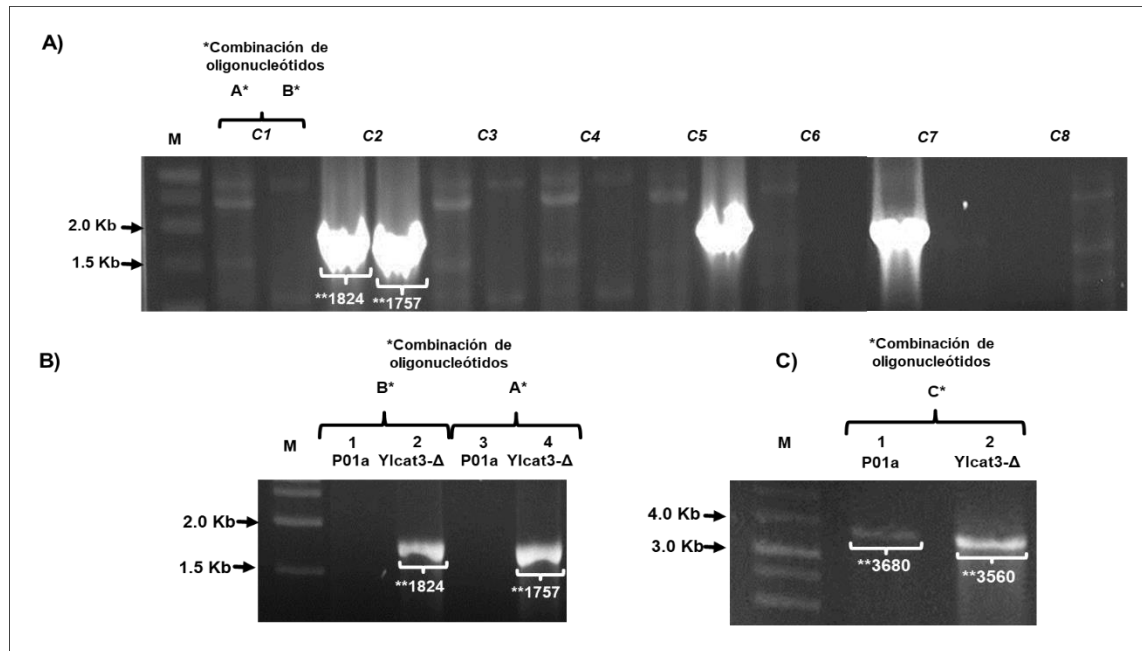 A)
*Combinación de
oligonucleótidos
A* B*
M C1 C2 C3 C4 C5 C6 C7 C8
2.0 Kb
1.5 Kb
**1824
**1757
B)
*Combinación de
oligonucleótidos
B* A*
M 1 2 3 4
P01a Ylcat3-Δ P01a Ylcat3-Δ
2.0 Kb
1.5 Kb
**1824
**1757
C)
*Combinación de
oligonucleótidos
C*
M 1 2
P01a Ylcat3-Δ
4.0 Kb
3.0 Kb
**3680
**3560